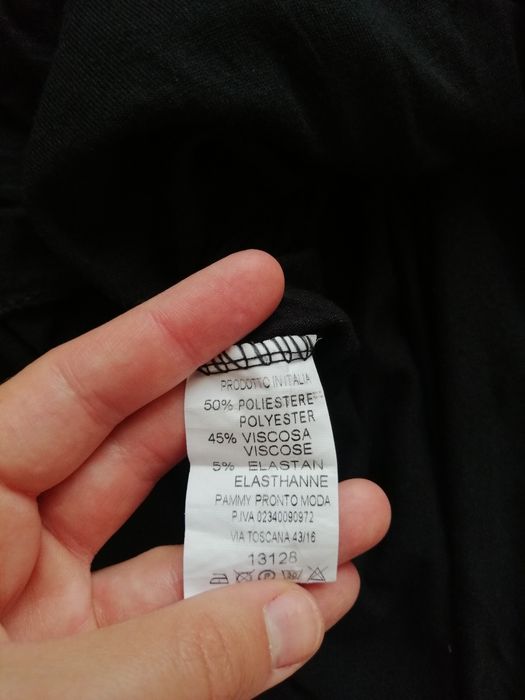 PRODOTTO IN ITALIA
50% POLIESTERE
POLYESTER
45% VISCOSA
VISCOSE
5% ELASTAN
ELASTHANNE
PAMMY PRONTO MODA
P.IVA 02340090972
VIA TOSCANA 43/16
13128